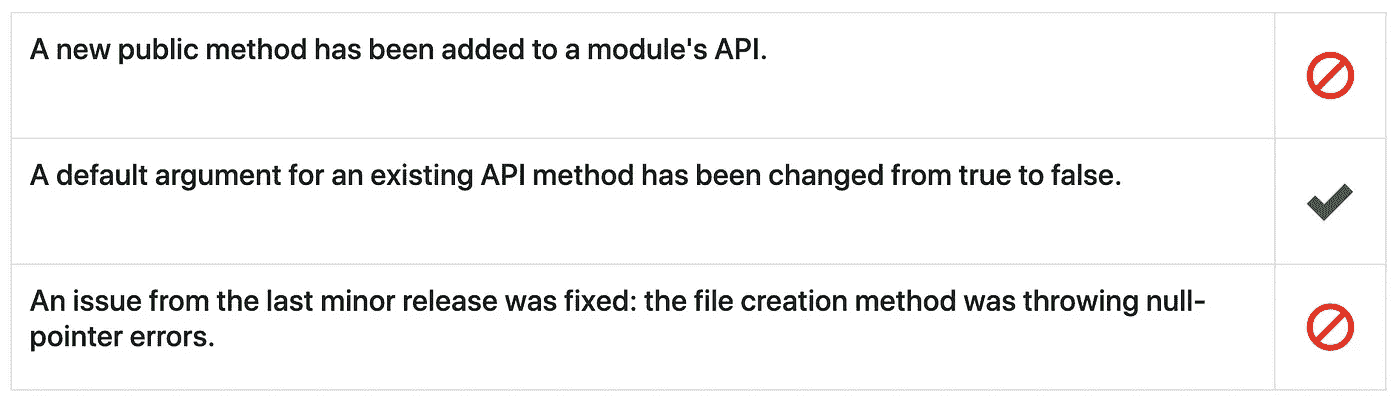 A new public method has been added to a module's API.
A default argument for an existing API method has been changed from true to false.
An issue from the last minor release was fixed: the file creation method was throwing null-
pointer errors.